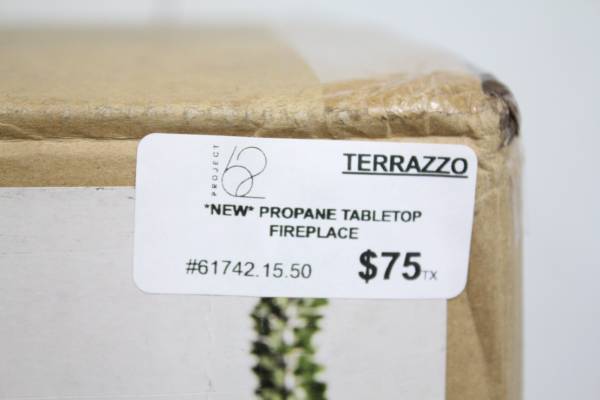 PROJECT 62
TERRAZZO
*NEW* PROPANE TABLETOP
FIREPLACE
#61742.15.50 $75TX